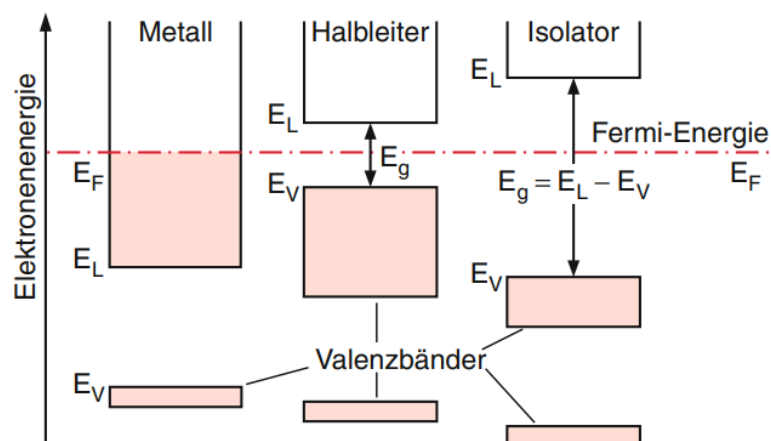 Metall
Halbleiter
Isolator
E_L
E_L
Fermi-Energie
E_g
E_F
E_V
E_g = E_L – E_V
E_F
E_L
E_V
Valenzbänder
E_V
Elektronenenergie